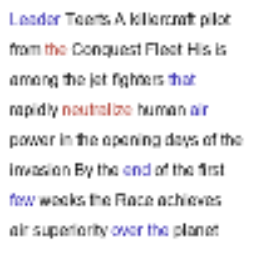 Leader Teerts A killercraft pilot
from the Conquest Fleet His is
among the jet fighters that
rapidly neutralize human air
power in the opening days of the
invasion By the end of the first
few weeks the Race achieves
air superiority over the planet